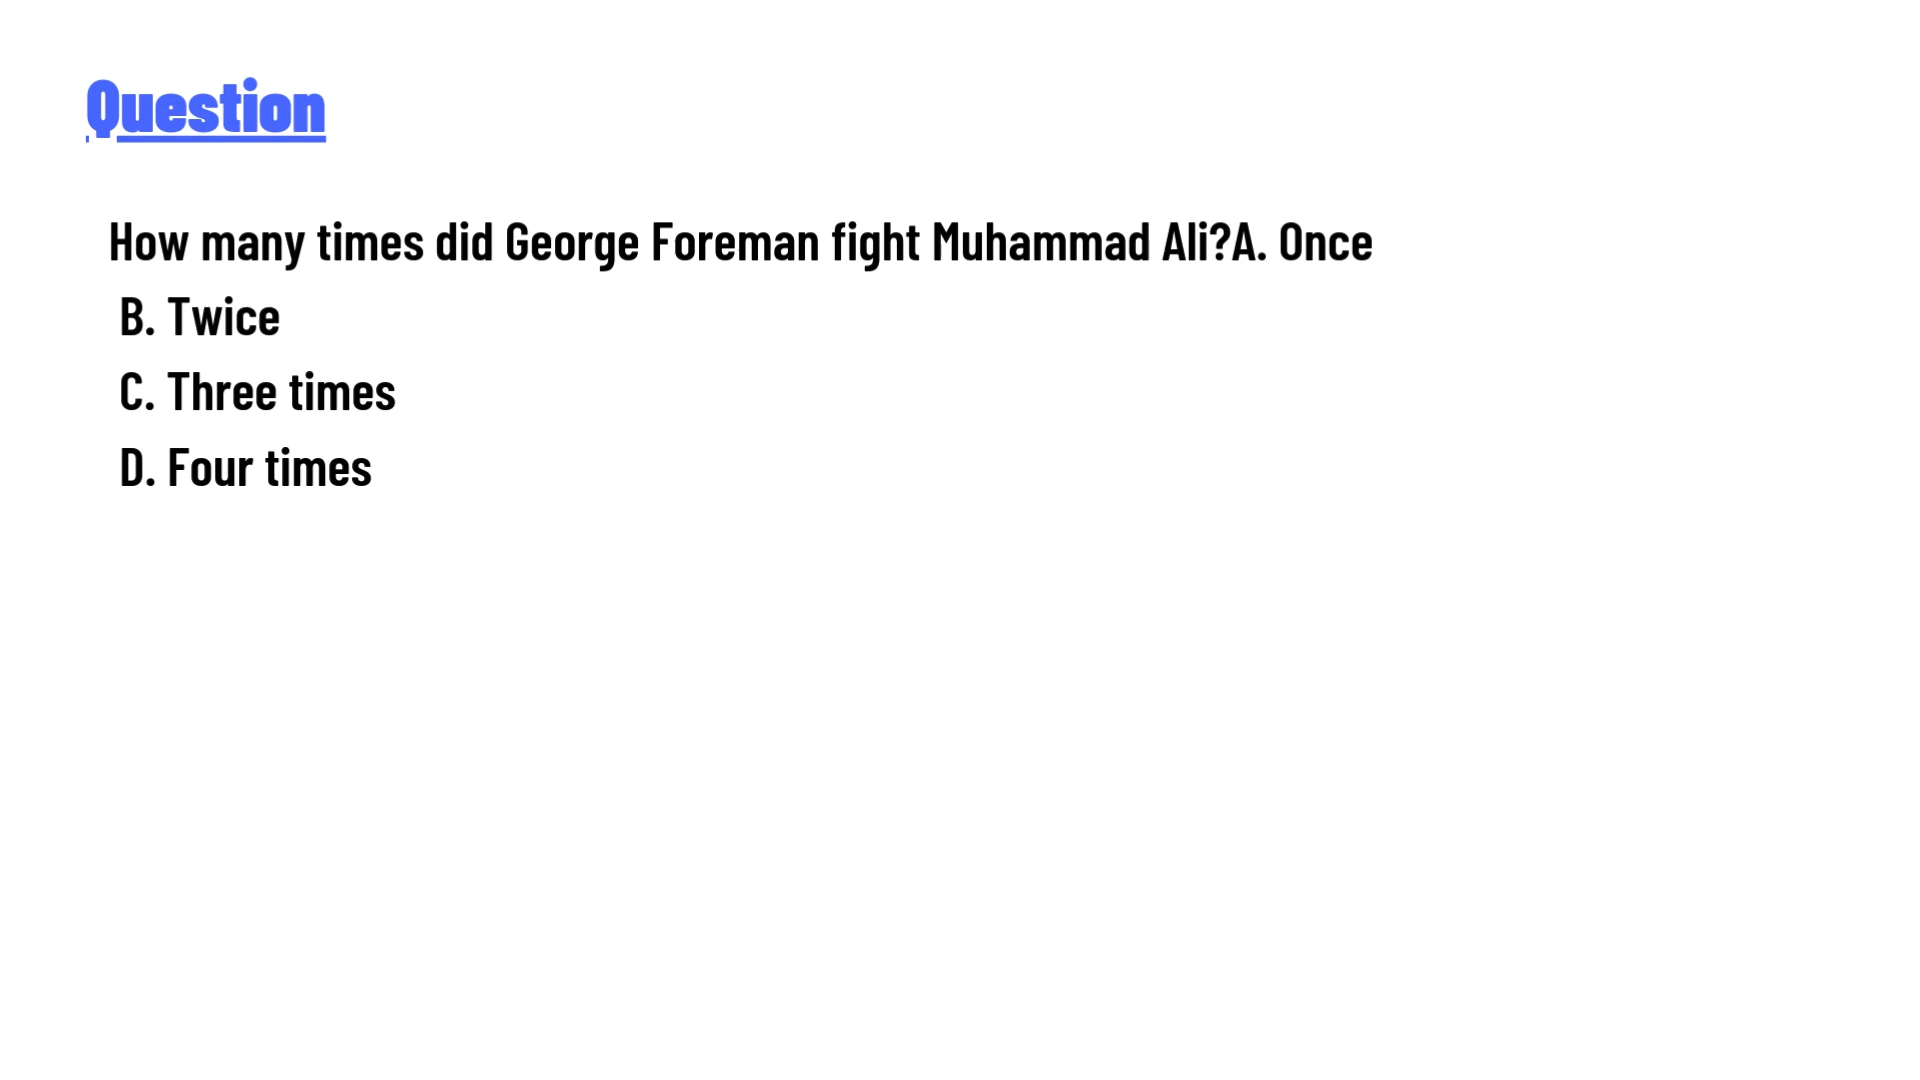 Question
How many times did George Foreman fight Muhammad Ali?A. Once
B. Twice
C. Three times
D. Four times